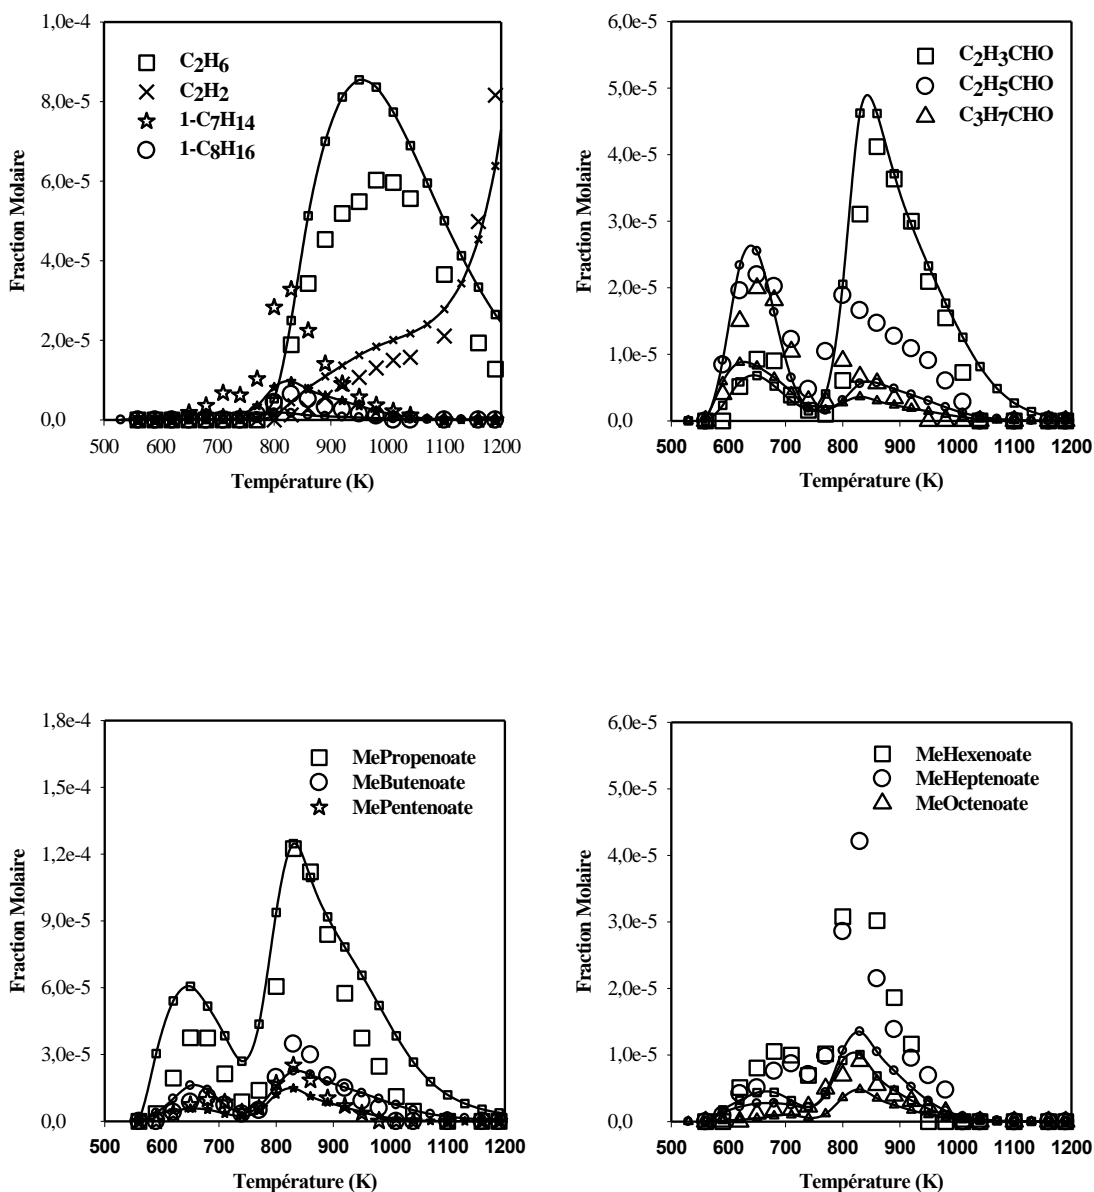 1,0e-4
8,0e-5
6,0e-5
4,0e-5
2,0e-5
0,0
Fraction Molaire
C2H6
C2H2
1-C7H14
1-C8H16
500 600 700 800 900 1000 1100 1200
Température (K)
6,0e-5
5,0e-5
4,0e-5
3,0e-5
2,0e-5
1,0e-5
0,0
Fraction Molaire
C2H3CHO
C2H5CHO
C3H7CHO
500 600 700 800 900 1000 1100 1200
Température (K)
1,8e-4
1,5e-4
1,2e-4
9,0e-5
6,0e-5
3,0e-5
0,0
Fraction Molaire
MePropenoate
MeButenoate
MePentenoate
500 600 700 800 900 1000 1100 1200
Température (K)
6,0e-5
5,0e-5
4,0e-5
3,0e-5
2,0e-5
1,0e-5
0,0
Fraction Molaire
MeHexenoate
MeHeptenoate
MeOctenoate
500 600 700 800 900 1000 1100 1200
Température (K)